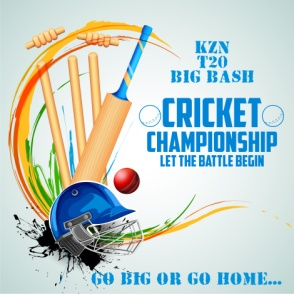 KZN
T20
BIG BASH
CRICKET
CHAMPIONSHIP
LET THE BATTLE BEGIN
GO BIG OR GO HOME...